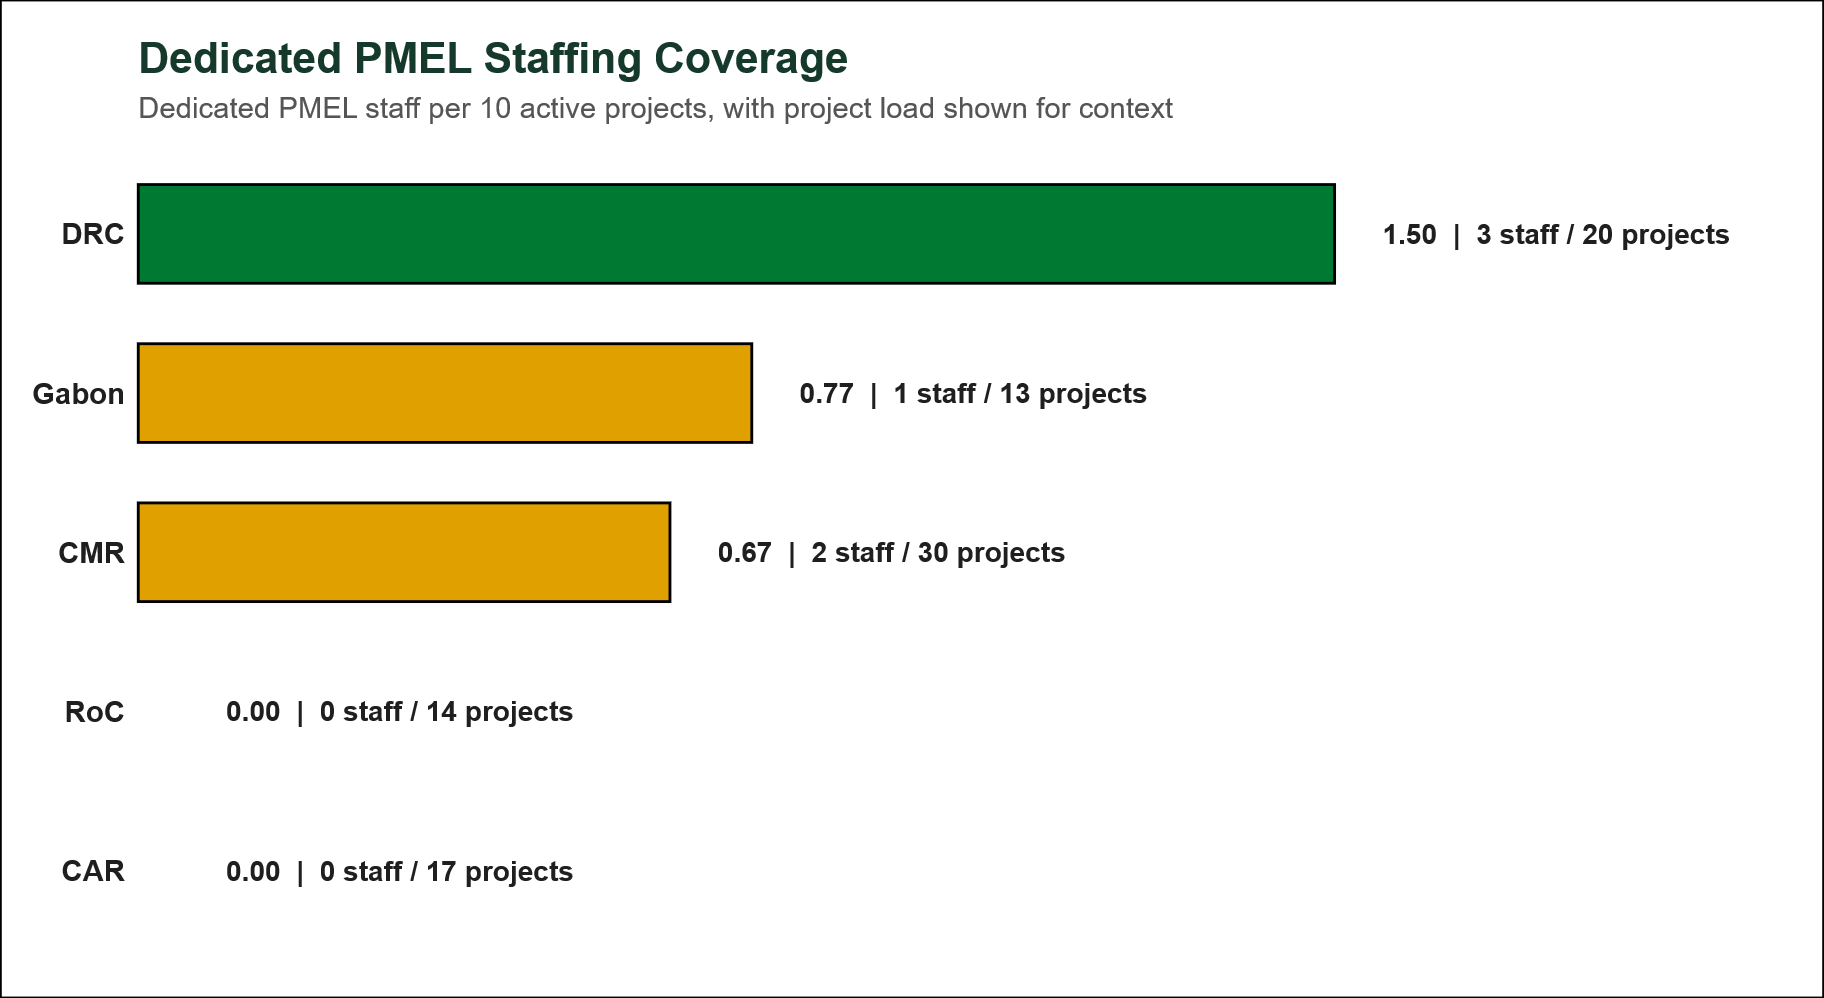 Dedicated PMEL Staffing Coverage
Dedicated PMEL staff per 10 active projects, with project load shown for context
DRC 1.50 | 3 staff / 20 projects
Gabon 0.77 | 1 staff / 13 projects
CMR 0.67 | 2 staff / 30 projects
RoC 0.00 | 0 staff / 14 projects
CAR 0.00 | 0 staff / 17 projects